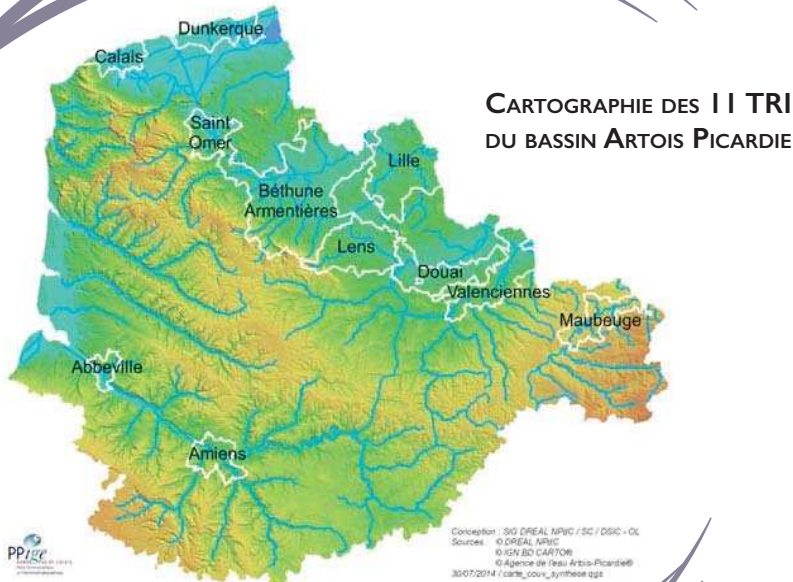 CARTOGRAPHIE DES 11 TRI
DU BASSIN ARTOIS PICARDIE
Dunkerque
Calais
Saint
Omer
Lille
Béthune
Armentières
Lens
Douai
Valenciennes
Maubeuge
Abbeville
Amiens
PPige
Conception : SIG DREAL NPdC / SC / DSIC - OL
Sources : © DREAL NPdC
© IGN BD CARTO®
© Agence de l'eau Artois-Picardie®
30/07/2014 / carte_couv_synthese.qgs